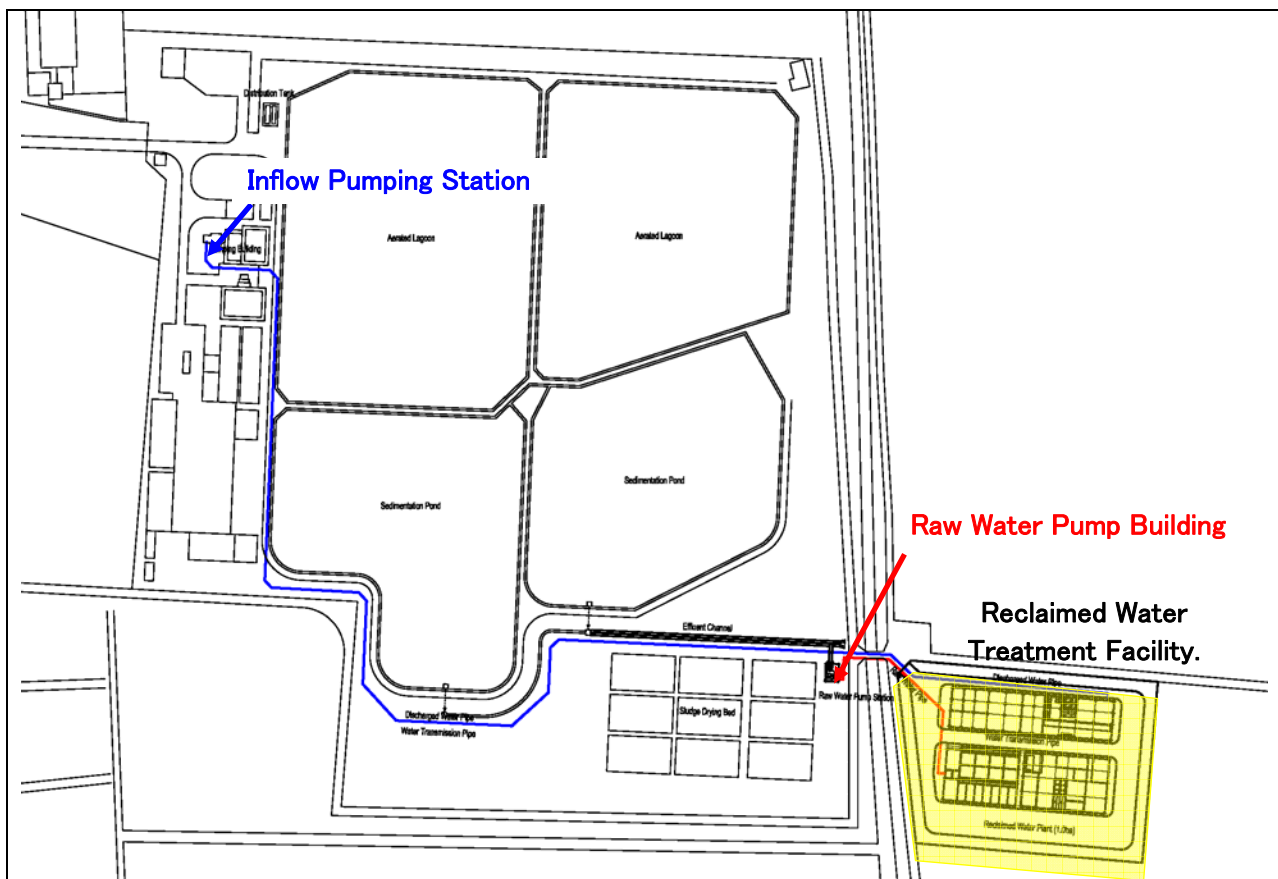 Distribution Tank
Inflow Pumping Station
Aerated Lagoon
Aerated Lagoon
Building
Sedimentation Pond
Sedimentation Pond
Raw Water Pump Building
Reclaimed Water
Treatment Facility.
Effluent Channel
Discharged Water Pipe
Raw Water Pump Station
Sludge Drying Bed
Discharged Water Pipe
Water Transmission Pipe
Water Transmission Pipe
Reclaimed Water Plant (1.0ha)